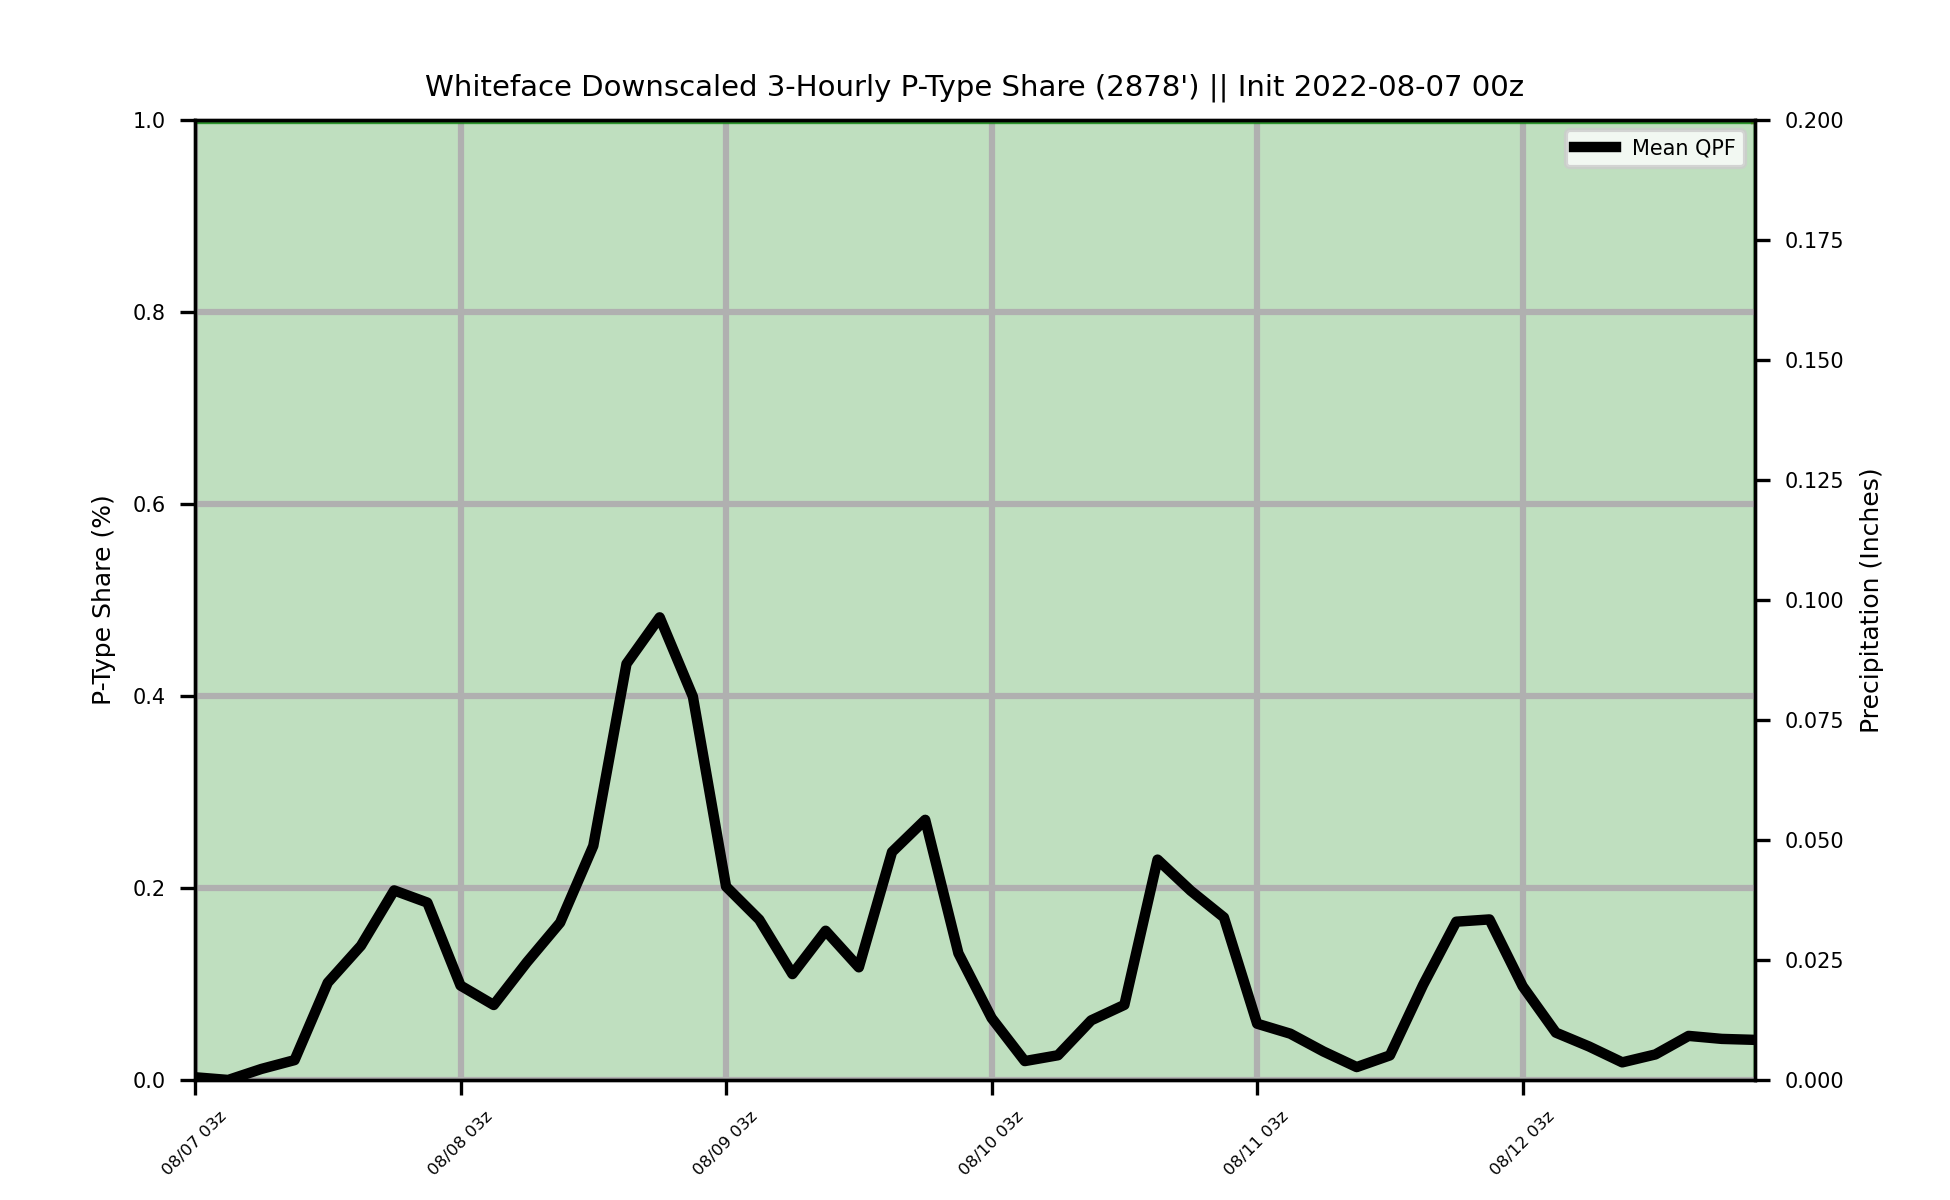 Whiteface Downscaled 3-Hourly P-Type Share (2878') || Init 2022-08-07 00z
Mean QPF
P-Type Share (%)
1.0
0.8
0.6
0.4
0.2
0.0
0.200
0.175
0.150
0.125
0.100
0.075
0.050
0.025
0.000
Precipitation (Inches)
08/07 03z
08/08 03z
08/09 03z
08/10 03z
08/11 03z
08/12 03z